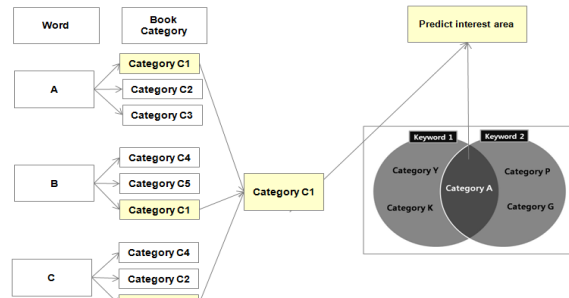 Word
Book
Category
Predict interest area
A
Category C1
Category C2
Category C3
B
Category C4
Category C5
Category C1
C
Category C4
Category C2
Category C1
Keyword 1
Keyword 2
Category Y
Category K
Category A
Category P
Category G